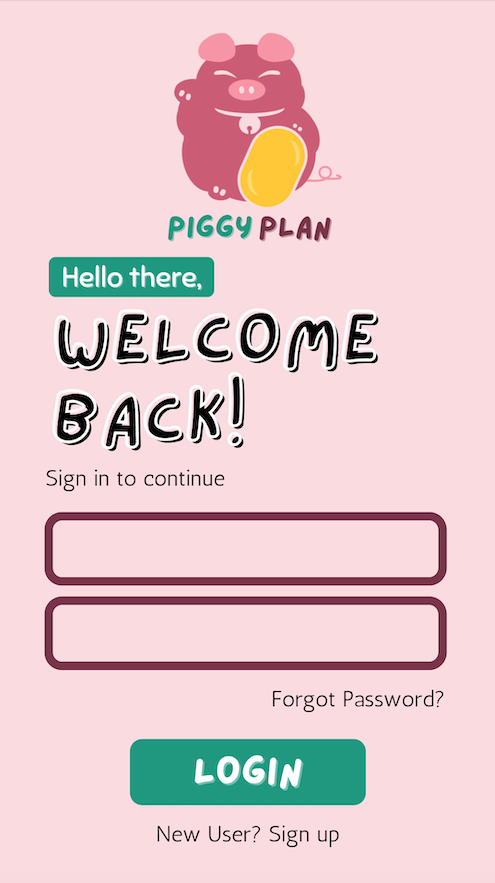 PIGGY PLAN
Hello there,
WELCOME
BACK!
Sign in to continue
Forgot Password?
LOGIN
New User? Sign up